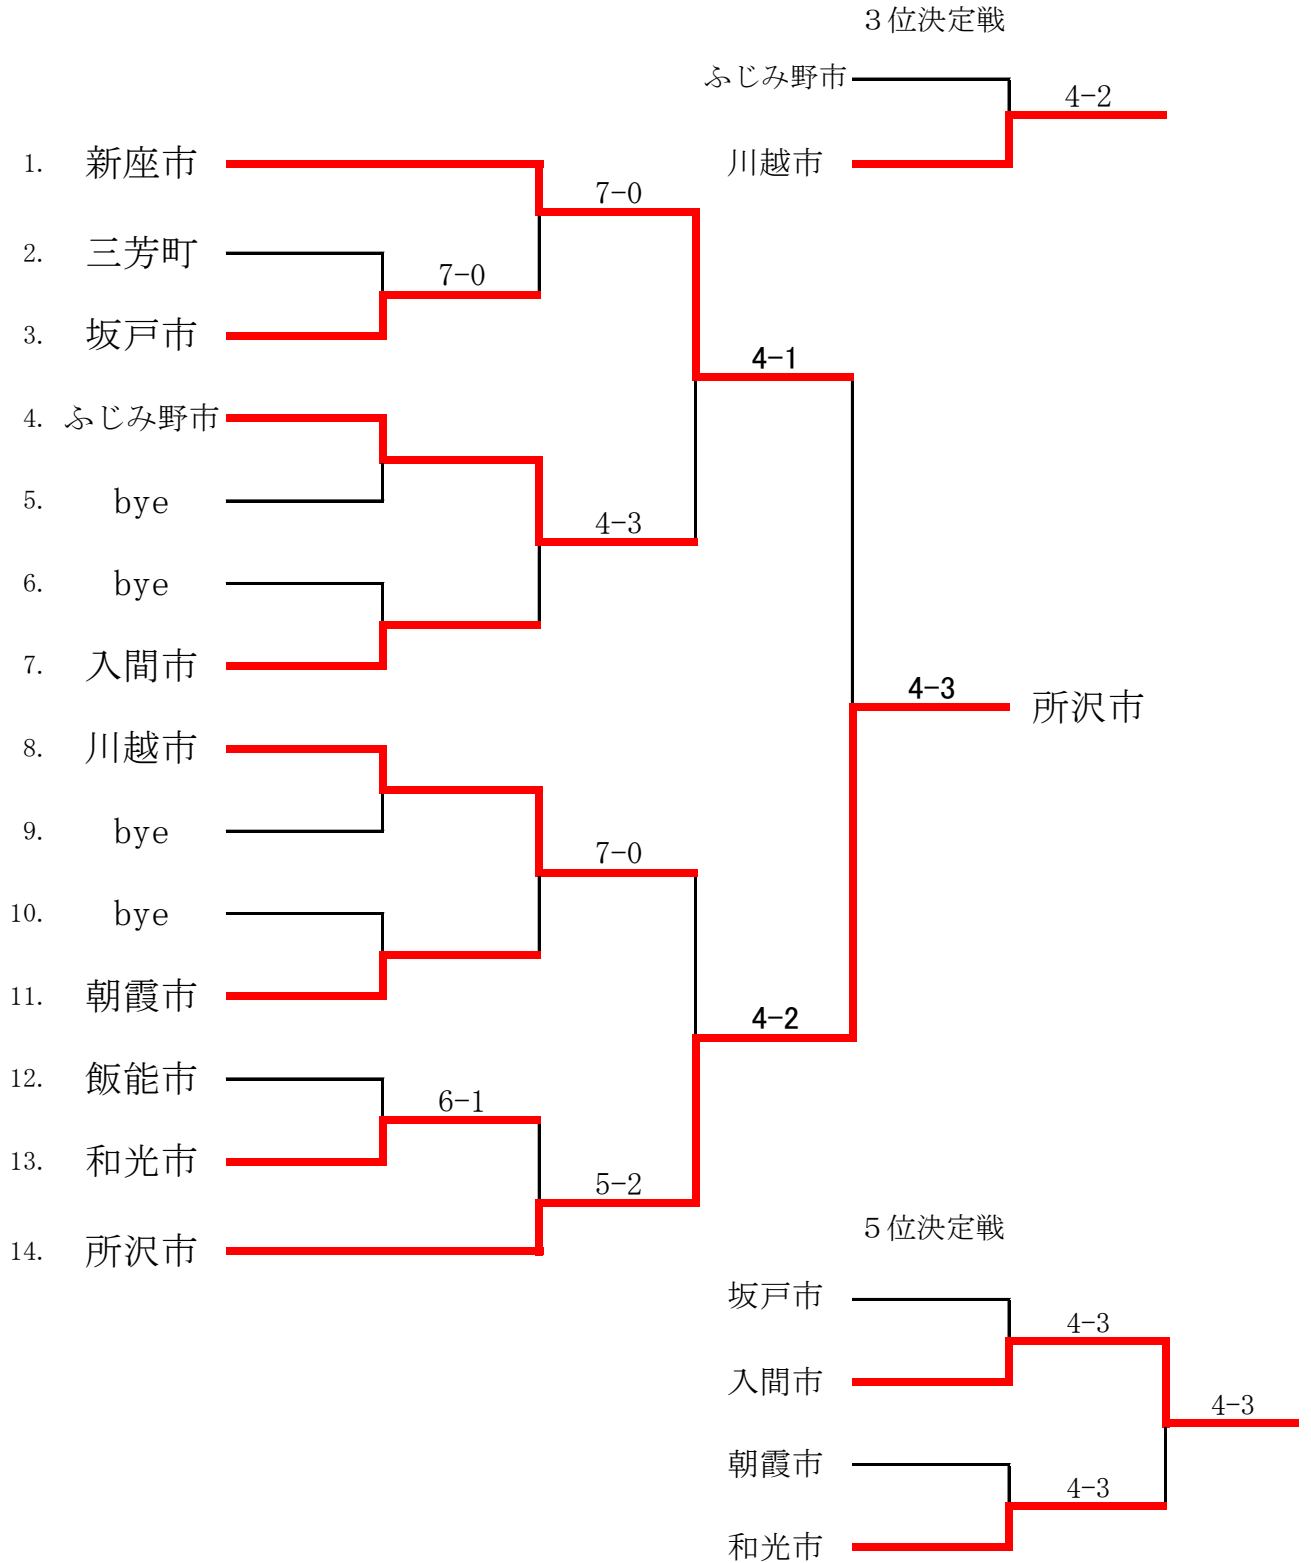 ３位決定戦
ふじみ野市
4-2
川越市
1. 新座市
7-0
2. 三芳町
7-0
3. 坂戸市
4-1
4. ふじみ野市
5. bye
4-3
6. bye
7. 入間市
4-3
所沢市
8. 川越市
9. bye
7-0
10. bye
11. 朝霞市
4-2
12. 飯能市
6-1
13. 和光市
5-2
14. 所沢市
５位決定戦
坂戸市
4-3
入間市
4-3
朝霞市
4-3
和光市